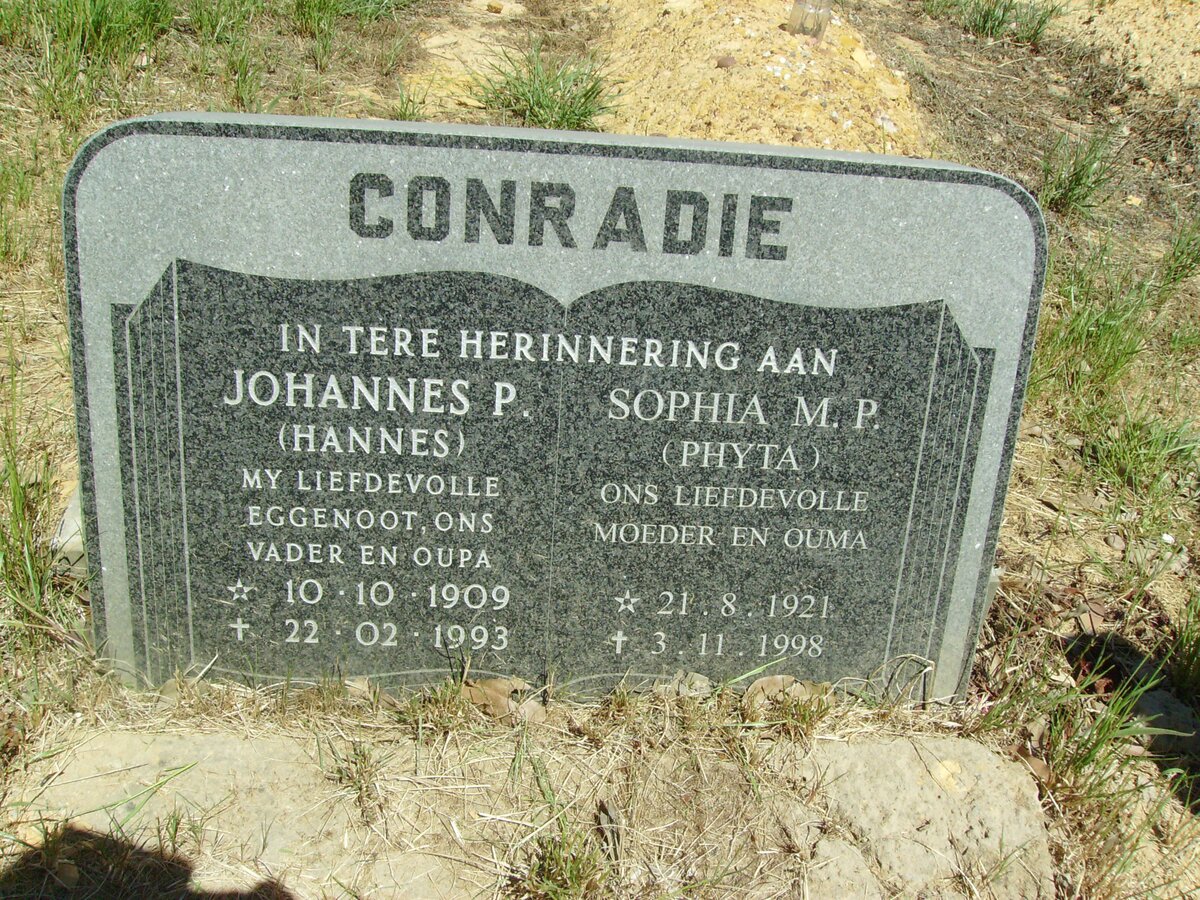 CONRADIE
IN TERE HERINNERING AAN
JOHANNES P.
(HANNES)
MY LIEFDEVOLLE
EGGENOOT, ONS
VADER EN OUPA
☆ 10 · 10 · 1909
✝ 22 · 02 · 1993
SOPHIA M. P.
(PHYTA)
ONS LIEFDEVOLLE
MOEDER EN OUMA
☆ 21 . 8 . 1921
✝ 3 . 11 . 1998